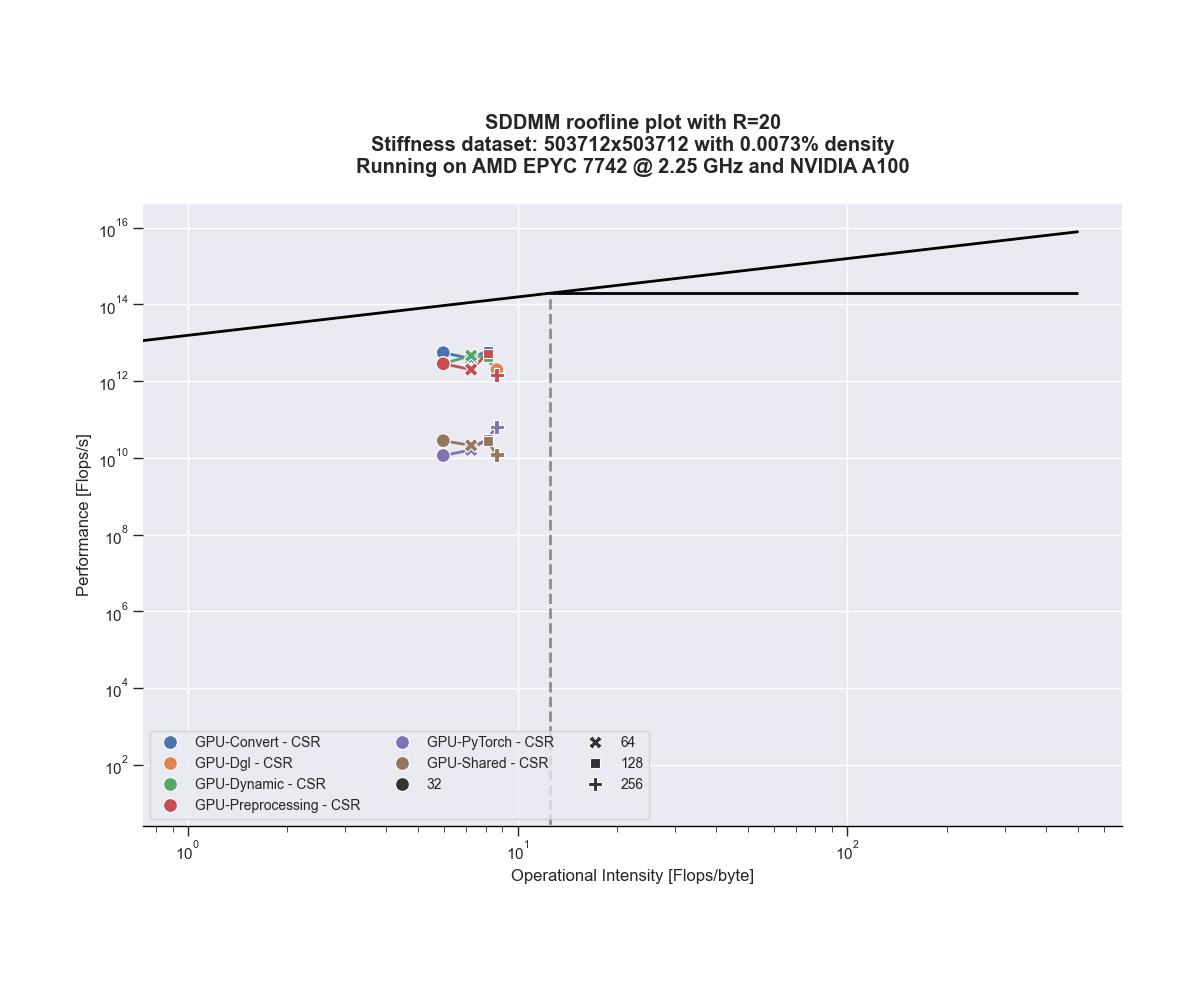 SDDMM roofline plot with R=20
Stiffness dataset: 503712x503712 with 0.0073% density
Running on AMD EPYC 7742 @ 2.25 GHz and NVIDIA A100
Performance [Flops/s]
10^16
10^14
10^12
10^10
10^8
10^6
10^4
10^2
GPU-Convert - CSR
GPU-Dgl - CSR
GPU-Dynamic - CSR
GPU-Preprocessing - CSR
GPU-PyTorch - CSR
GPU-Shared - CSR
32
64
128
256
10^0 10^1 10^2
Operational Intensity [Flops/byte]